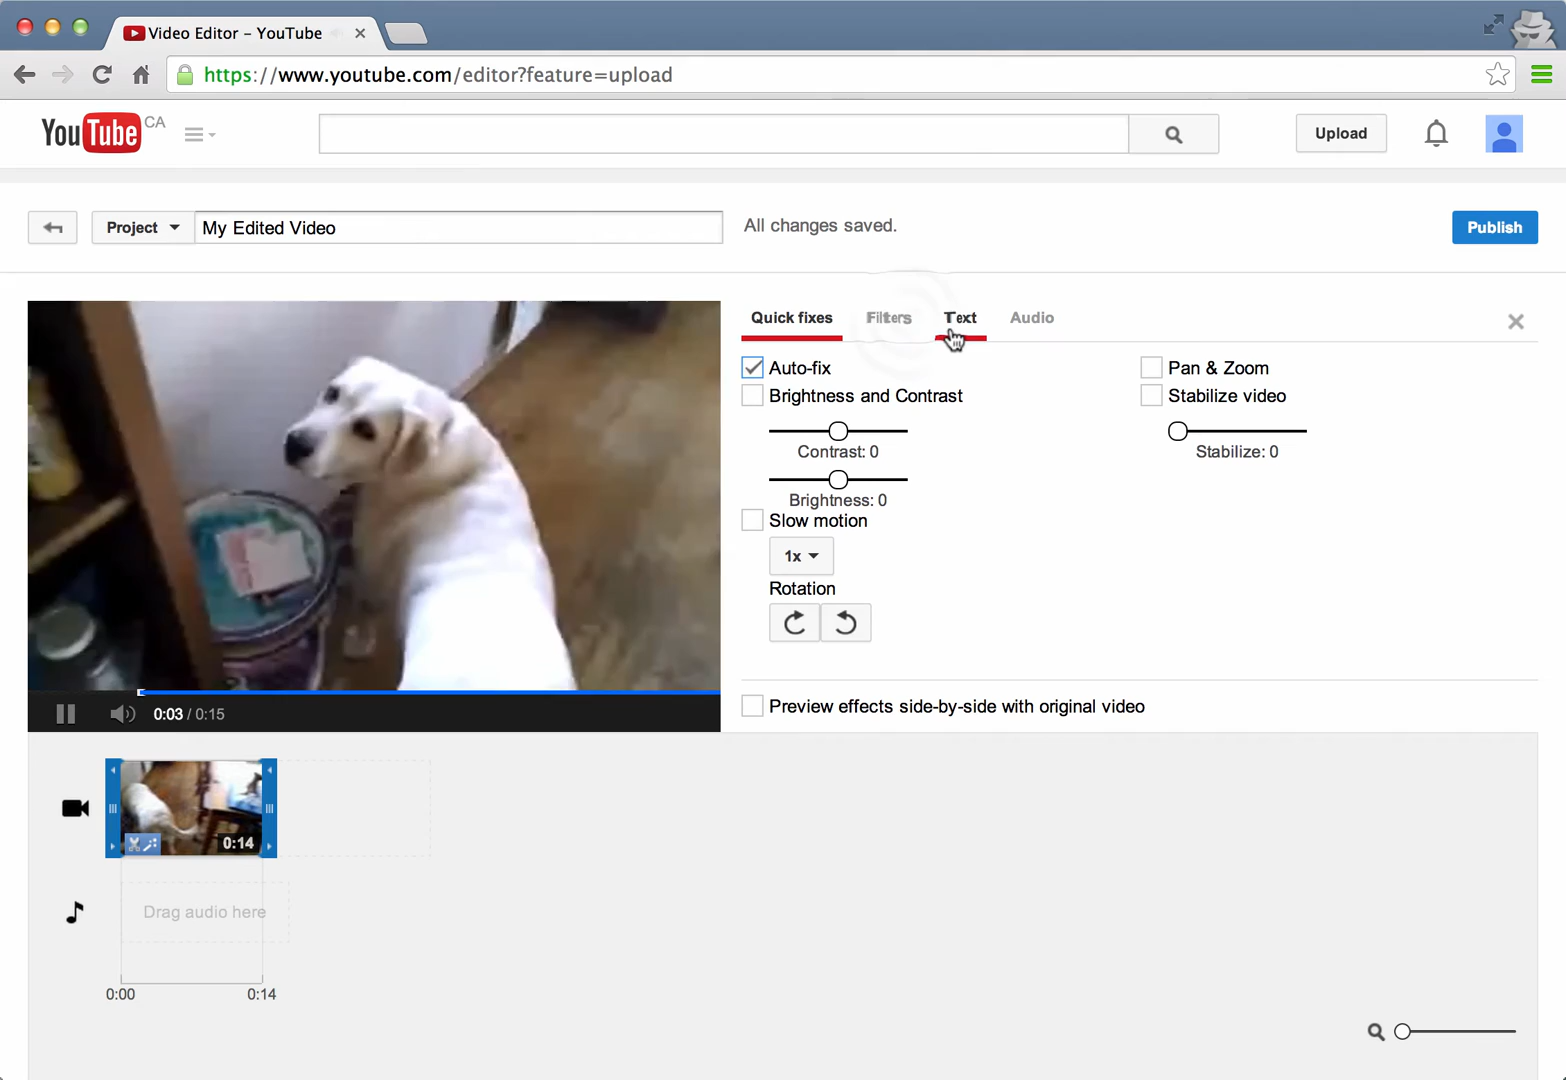 Video Editor – YouTube
https://www.youtube.com/editor?feature=upload
YouTube CA
Upload
Project
My Edited Video
All changes saved.
Publish
Quick fixes
Filters
Text
Audio
Auto-fix
Pan & Zoom
Brightness and Contrast
Stabilize video
Contrast: 0
Stabilize: 0
Brightness: 0
Slow motion
1x
Rotation
0:03 / 0:15
Preview effects side-by-side with original video
0:14
Drag audio here
0:00
0:14